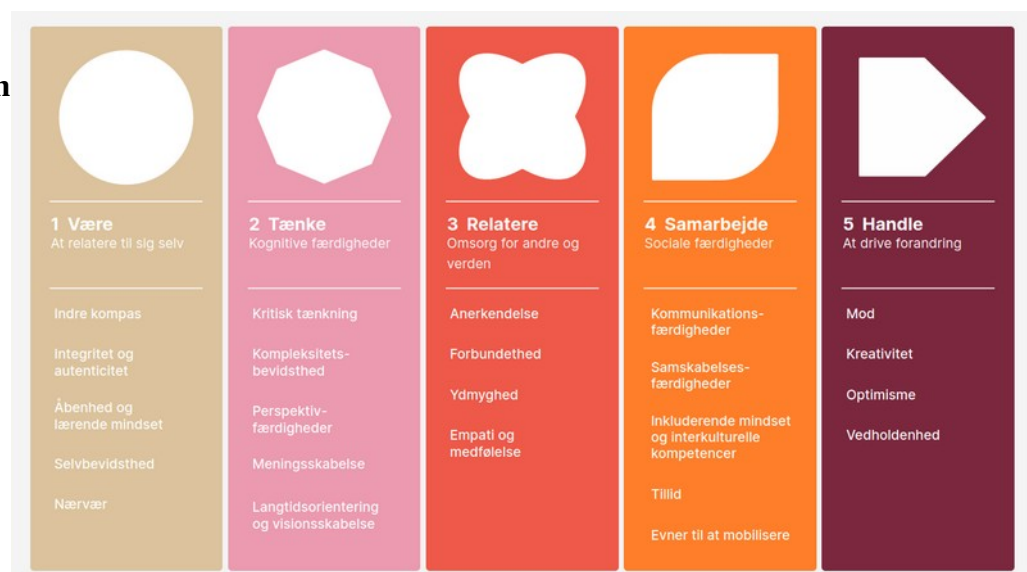 n
1 Være
At relatere til sig selv
Indre kompas
Integritet og
autenticitet
Åbenhed og
lærende mindset
Selvbevidsthed
Nærvær
2 Tænke
Kognitive færdigheder
Kritisk tænkning
Kompleksitets-
bevidsthed
Perspektiv-
færdigheder
Meningsskabelse
Langtidsorientering
og visionsskabelse
3 Relatere
Omsorg for andre og
verden
Anerkendelse
Forbundethed
Ydmyghed
Empati og
medfølelse
4 Samarbejde
Sociale færdigheder
Kommunikations-
færdigheder
Samskabelses-
færdigheder
Inkluderende mindset
og interkulturelle
kompetencer
Tillid
Evner til at mobilisere
5 Handle
At drive forandring
Mod
Kreativitet
Optimisme
Vedholdenhed